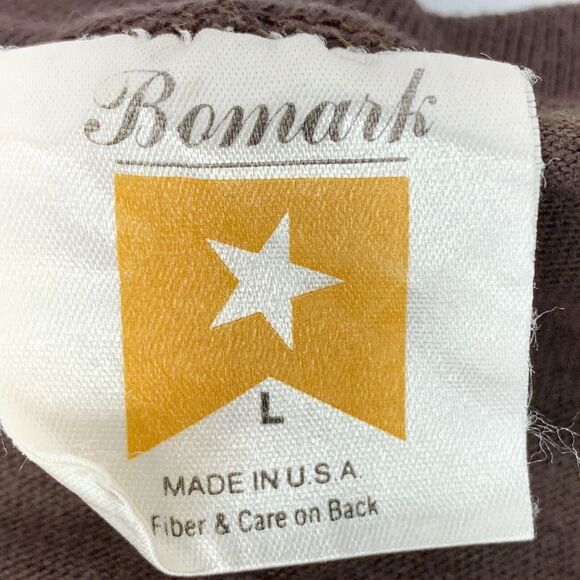 Bomark
L
MADE IN U.S.A.
Fiber & Care on Back